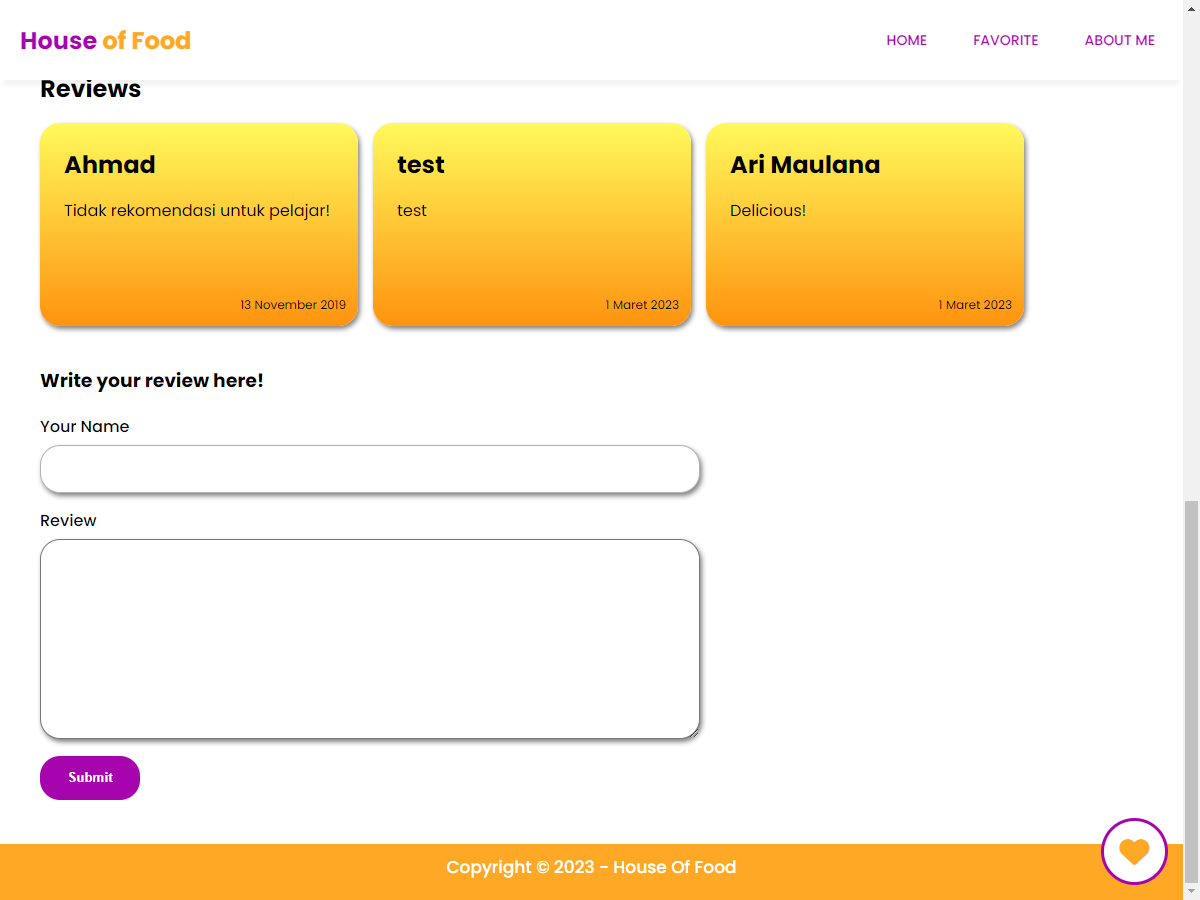 House of Food
HOME FAVORITE ABOUT ME
Reviews
Ahmad
Tidak rekomendasi untuk pelajar!
13 November 2019
test
test
1 Maret 2023
Ari Maulana
Delicious!
1 Maret 2023
Write your review here!
Your Name
Review
Submit
Copyright © 2023 - House Of Food